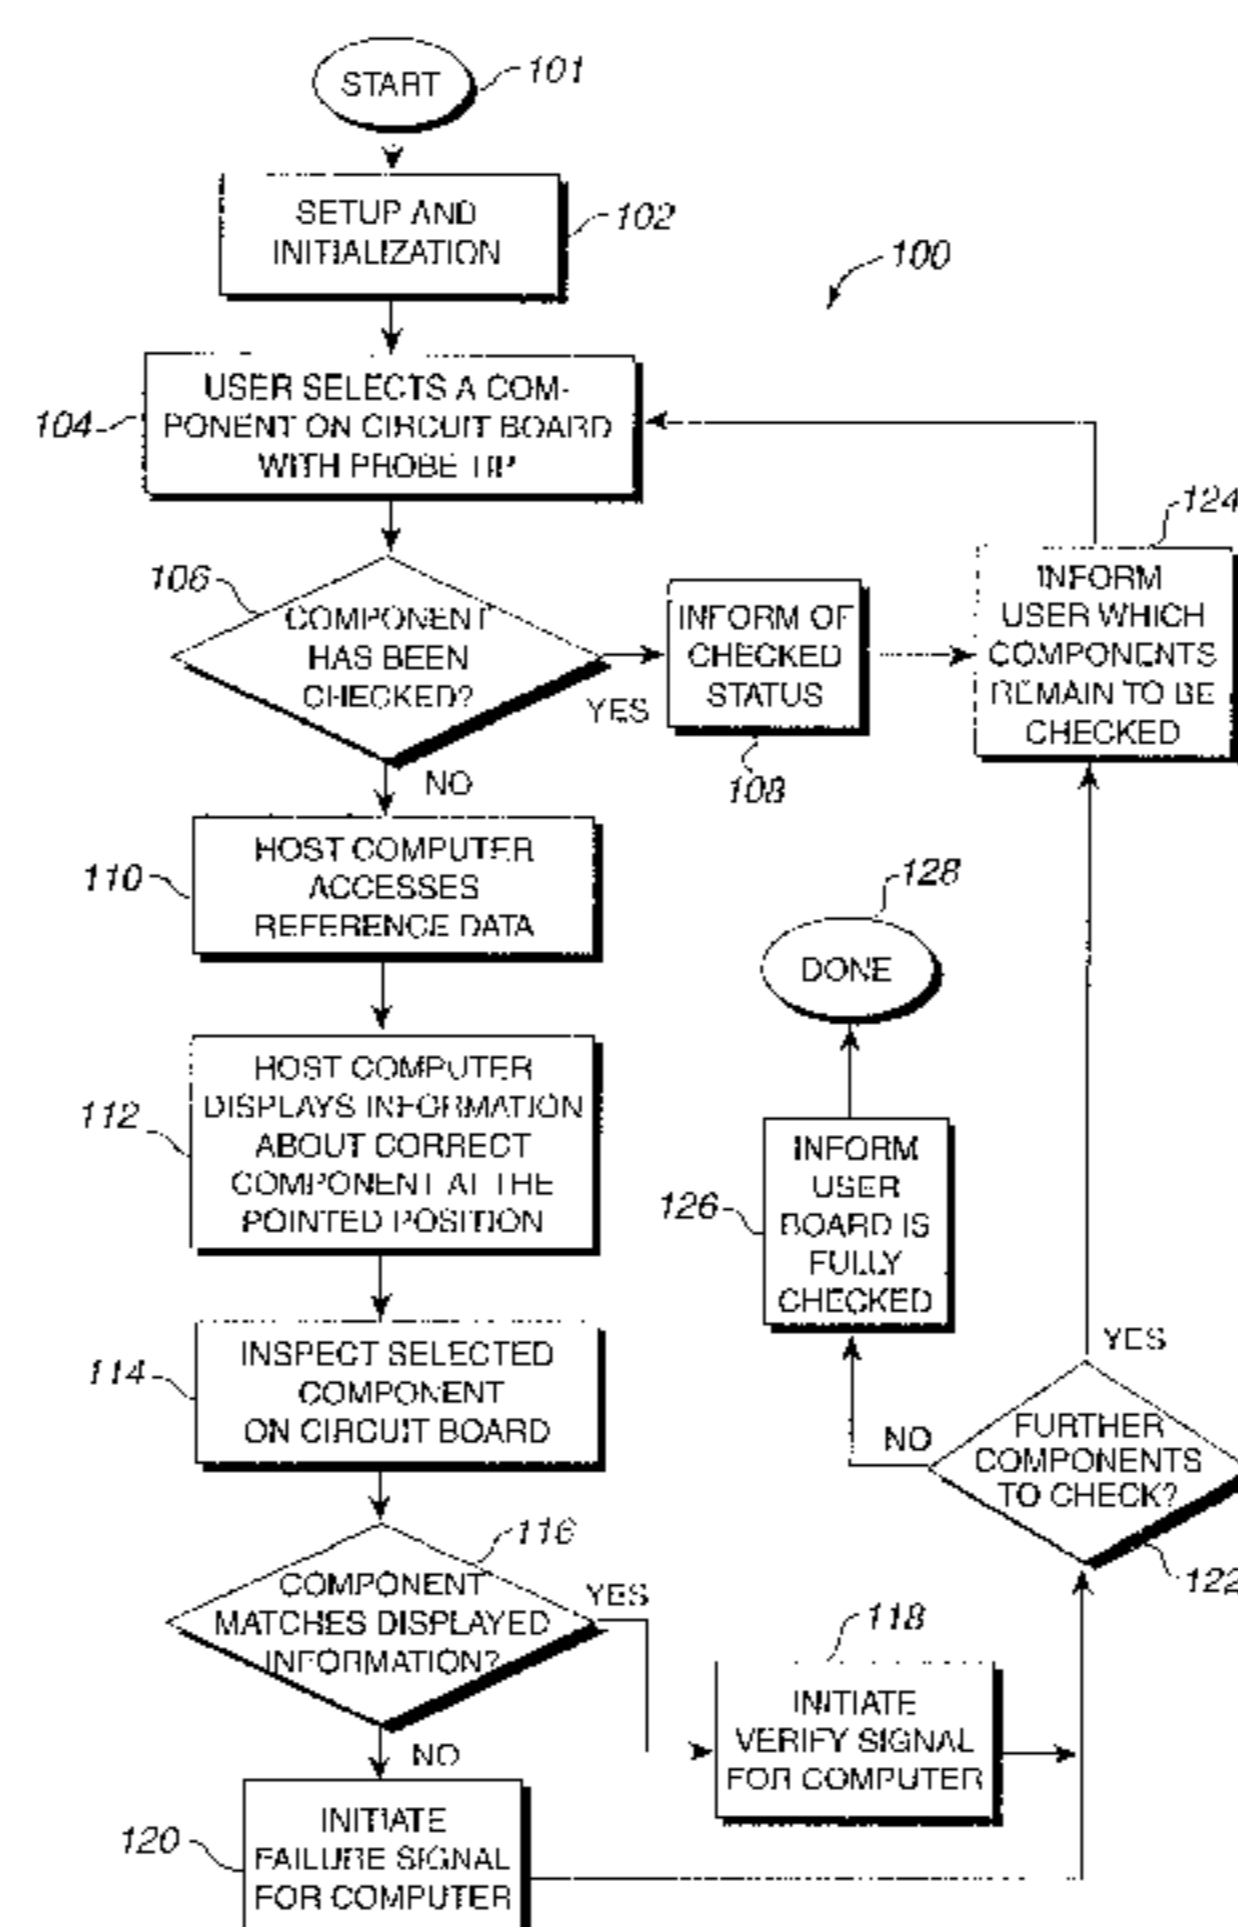 START
101
SETUP AND
INITIALIZATION
102
100
USER SELECTS A COM-
PONENT ON CIRCUIT BOARD
WITH PROBE TIP
104
106
COMPONENT
HAS BEEN
CHECKED?
YES
NO
INFORM OF
CHECKED
STATUS
108
124
INFORM
USER WHICH
COMPONENTS
REMAIN TO BE
CHECKED
110
HOST COMPUTER
ACCESSES
REFERENCE DATA
128
DONE
112
HOST COMPUTER
DISPLAYS INFORMATION
ABOUT CORRECT
COMPONENT AT THE
POINTED POSITION
126
INFORM
USER
BOARD IS
FULLY
CHECKED
114
INSPECT SELECTED
COMPONENT
ON CIRCUIT BOARD
YES
NO
FURTHER
COMPONENTS
TO CHECK?
122
116
COMPONENT
MATCHES DISPLAYED
INFORMATION?
YES
NO
118
INITIATE
VERIFY SIGNAL
FOR COMPUTER
120
INITIATE
FAILURE SIGNAL
FOR COMPUTER